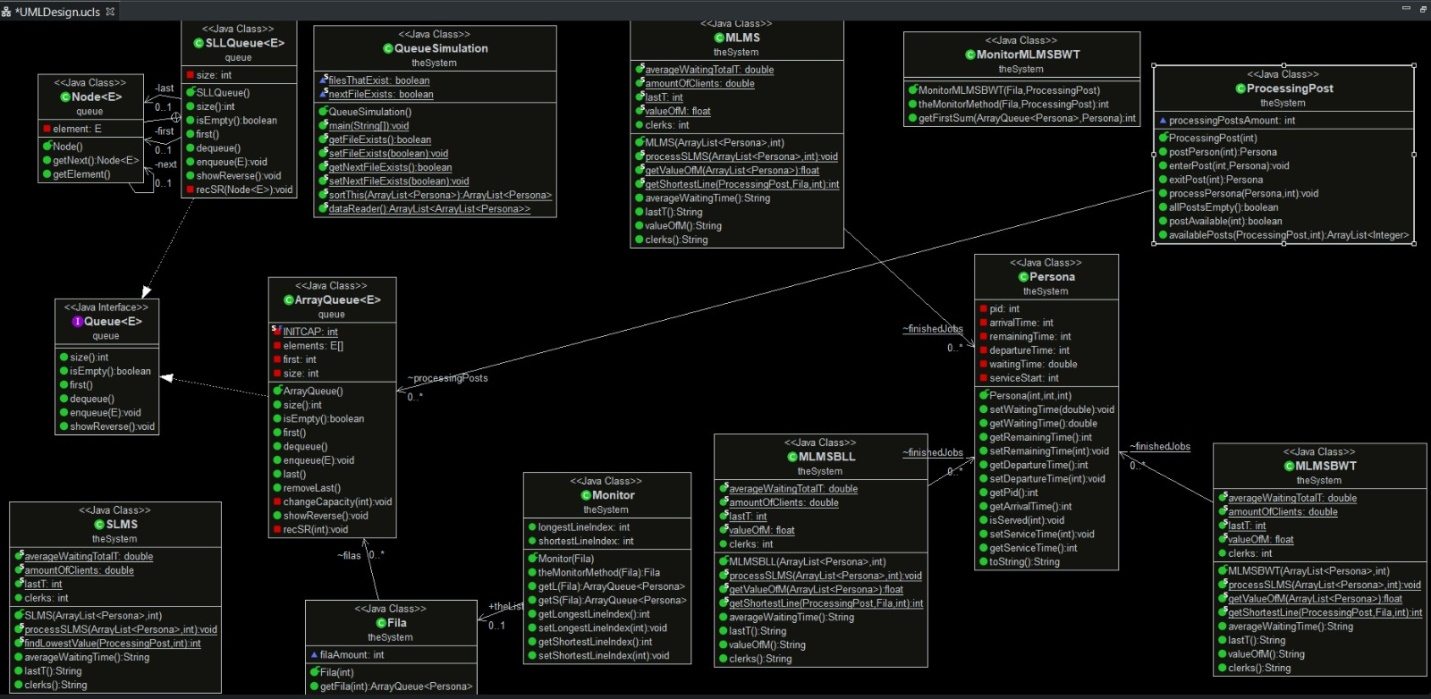 *UMLDesign.ucls
<<Java Class>>
SLLQueue<E>
queue
size: int
SLLQueue()
size():int
isEmpty():boolean
first()
dequeue()
enqueue(E):void
showReverse():void
recSR(Node<E>):void
<<Java Class>>
Node<E>
queue
element: E
Node()
getNext():Node<E>
getElement()
-last
0..1
-first
0..1
-next
0..1
<<Java Class>>
QueueSimulation
theSystem
filesThatExist: boolean
nextFileExists: boolean
QueueSimulation()
main(String[]):void
getFileExists():boolean
setFileExists(boolean):void
getNextFileExists():boolean
setNextFileExists(boolean):void
sortThis(ArrayList<Persona>):ArrayList<Persona>
dataReader():ArrayList<ArrayList<Persona>>
<<Java Class>>
MLMS
theSystem
averageWaitingTotalT: double
amountOfClients: double
lastT: int
valueOfM: float
clerks: int
MLMS(ArrayList<Persona>,int)
processSLMS(ArrayList<Persona>,int):void
getValueOfM(ArrayList<Persona>):float
getShortestLine(ProcessingPost,Fila,int):int
averageWaitingTime():String
lastT():String
valueOfM():String
clerks():String
<<Java Class>>
MonitorMLMSBWT
theSystem
MonitorMLMSBWT(Fila,ProcessingPost)
theMonitorMethod(Fila,ProcessingPost):int
getFirstSum(ArrayQueue<Persona>,Persona):int
<<Java Class>>
ProcessingPost
theSystem
processingPostsAmount: int
ProcessingPost(int)
postPerson(int):Persona
enterPost(int,Persona):void
exitPost(int):Persona
processPersona(Persona,int):void
allPostsEmpty():boolean
postAvailable(int):boolean
availablePosts(ProcessingPost,int):ArrayList<Integer>
<<Java Interface>>
Queue<E>
queue
size():int
isEmpty():boolean
first()
dequeue()
enqueue(E):void
showReverse():void
<<Java Class>>
ArrayQueue<E>
queue
INITCAP: int
elements: E[]
first: int
size: int
ArrayQueue()
size():int
isEmpty():boolean
first()
dequeue()
enqueue(E):void
last()
removeLast()
changeCapacity(int):void
showReverse():void
recSR(int):void
~processingPosts
0..*
~finishedJobs
0..*
<<Java Class>>
Persona
theSystem
pid: int
arrivalTime: int
remainingTime: int
departureTime: int
waitingTime: double
serviceStart: int
Persona(int,int,int)
setWaitingTime(double):void
getWaitingTime():double
getRemainingTime():int
setRemainingTime(int):void
getDepartureTime():int
setDepartureTime(int):void
getPid():int
getArrivalTime():int
isServed(int):void
setServiceTime(int):void
getServiceTime():int
toString():String
<<Java Class>>
SLMS
theSystem
averageWaitingTotalT: double
amountOfClients: double
lastT: int
clerks: int
SLMS(ArrayList<Persona>,int)
processSLMS(ArrayList<Persona>,int):void
findLowestValue(ProcessingPost,int):int
averageWaitingTime():String
lastT():String
clerks():String
~filas
0..*
<<Java Class>>
Fila
theSystem
filaAmount: int
Fila(int)
getFila(int):ArrayQueue<Persona>
+theList
0..1
<<Java Class>>
Monitor
theSystem
longestLineIndex: int
shortestLineIndex: int
Monitor(Fila)
theMonitorMethod(Fila):Fila
getL(Fila):ArrayQueue<Persona>
getS(Fila):ArrayQueue<Persona>
getLongestLineIndex():int
setLongestLineIndex(int):void
getShortestLineIndex():int
setShortestLineIndex(int):void
<<Java Class>>
MLMSBLL
theSystem
averageWaitingTotalT: double
amountOfClients: double
lastT: int
valueOfM: float
clerks: int
MLMSBLL(ArrayList<Persona>,int)
processSLMS(ArrayList<Persona>,int):void
getValueOfM(ArrayList<Persona>):float
getShortestLine(ProcessingPost,Fila,int):int
averageWaitingTime():String
lastT():String
valueOfM():String
clerks():String
~finishedJobs
0..*
~finishedJobs
0..*
<<Java Class>>
MLMSBWT
theSystem
averageWaitingTotalT: double
amountOfClients: double
lastT: int
valueOfM: float
clerks: int
MLMSBWT(ArrayList<Persona>,int)
processSLMS(ArrayList<Persona>,int):void
getValueOfM(ArrayList<Persona>):float
getShortestLine(ProcessingPost,Fila,int):int
averageWaitingTime():String
lastT():String
valueOfM():String
clerks():String